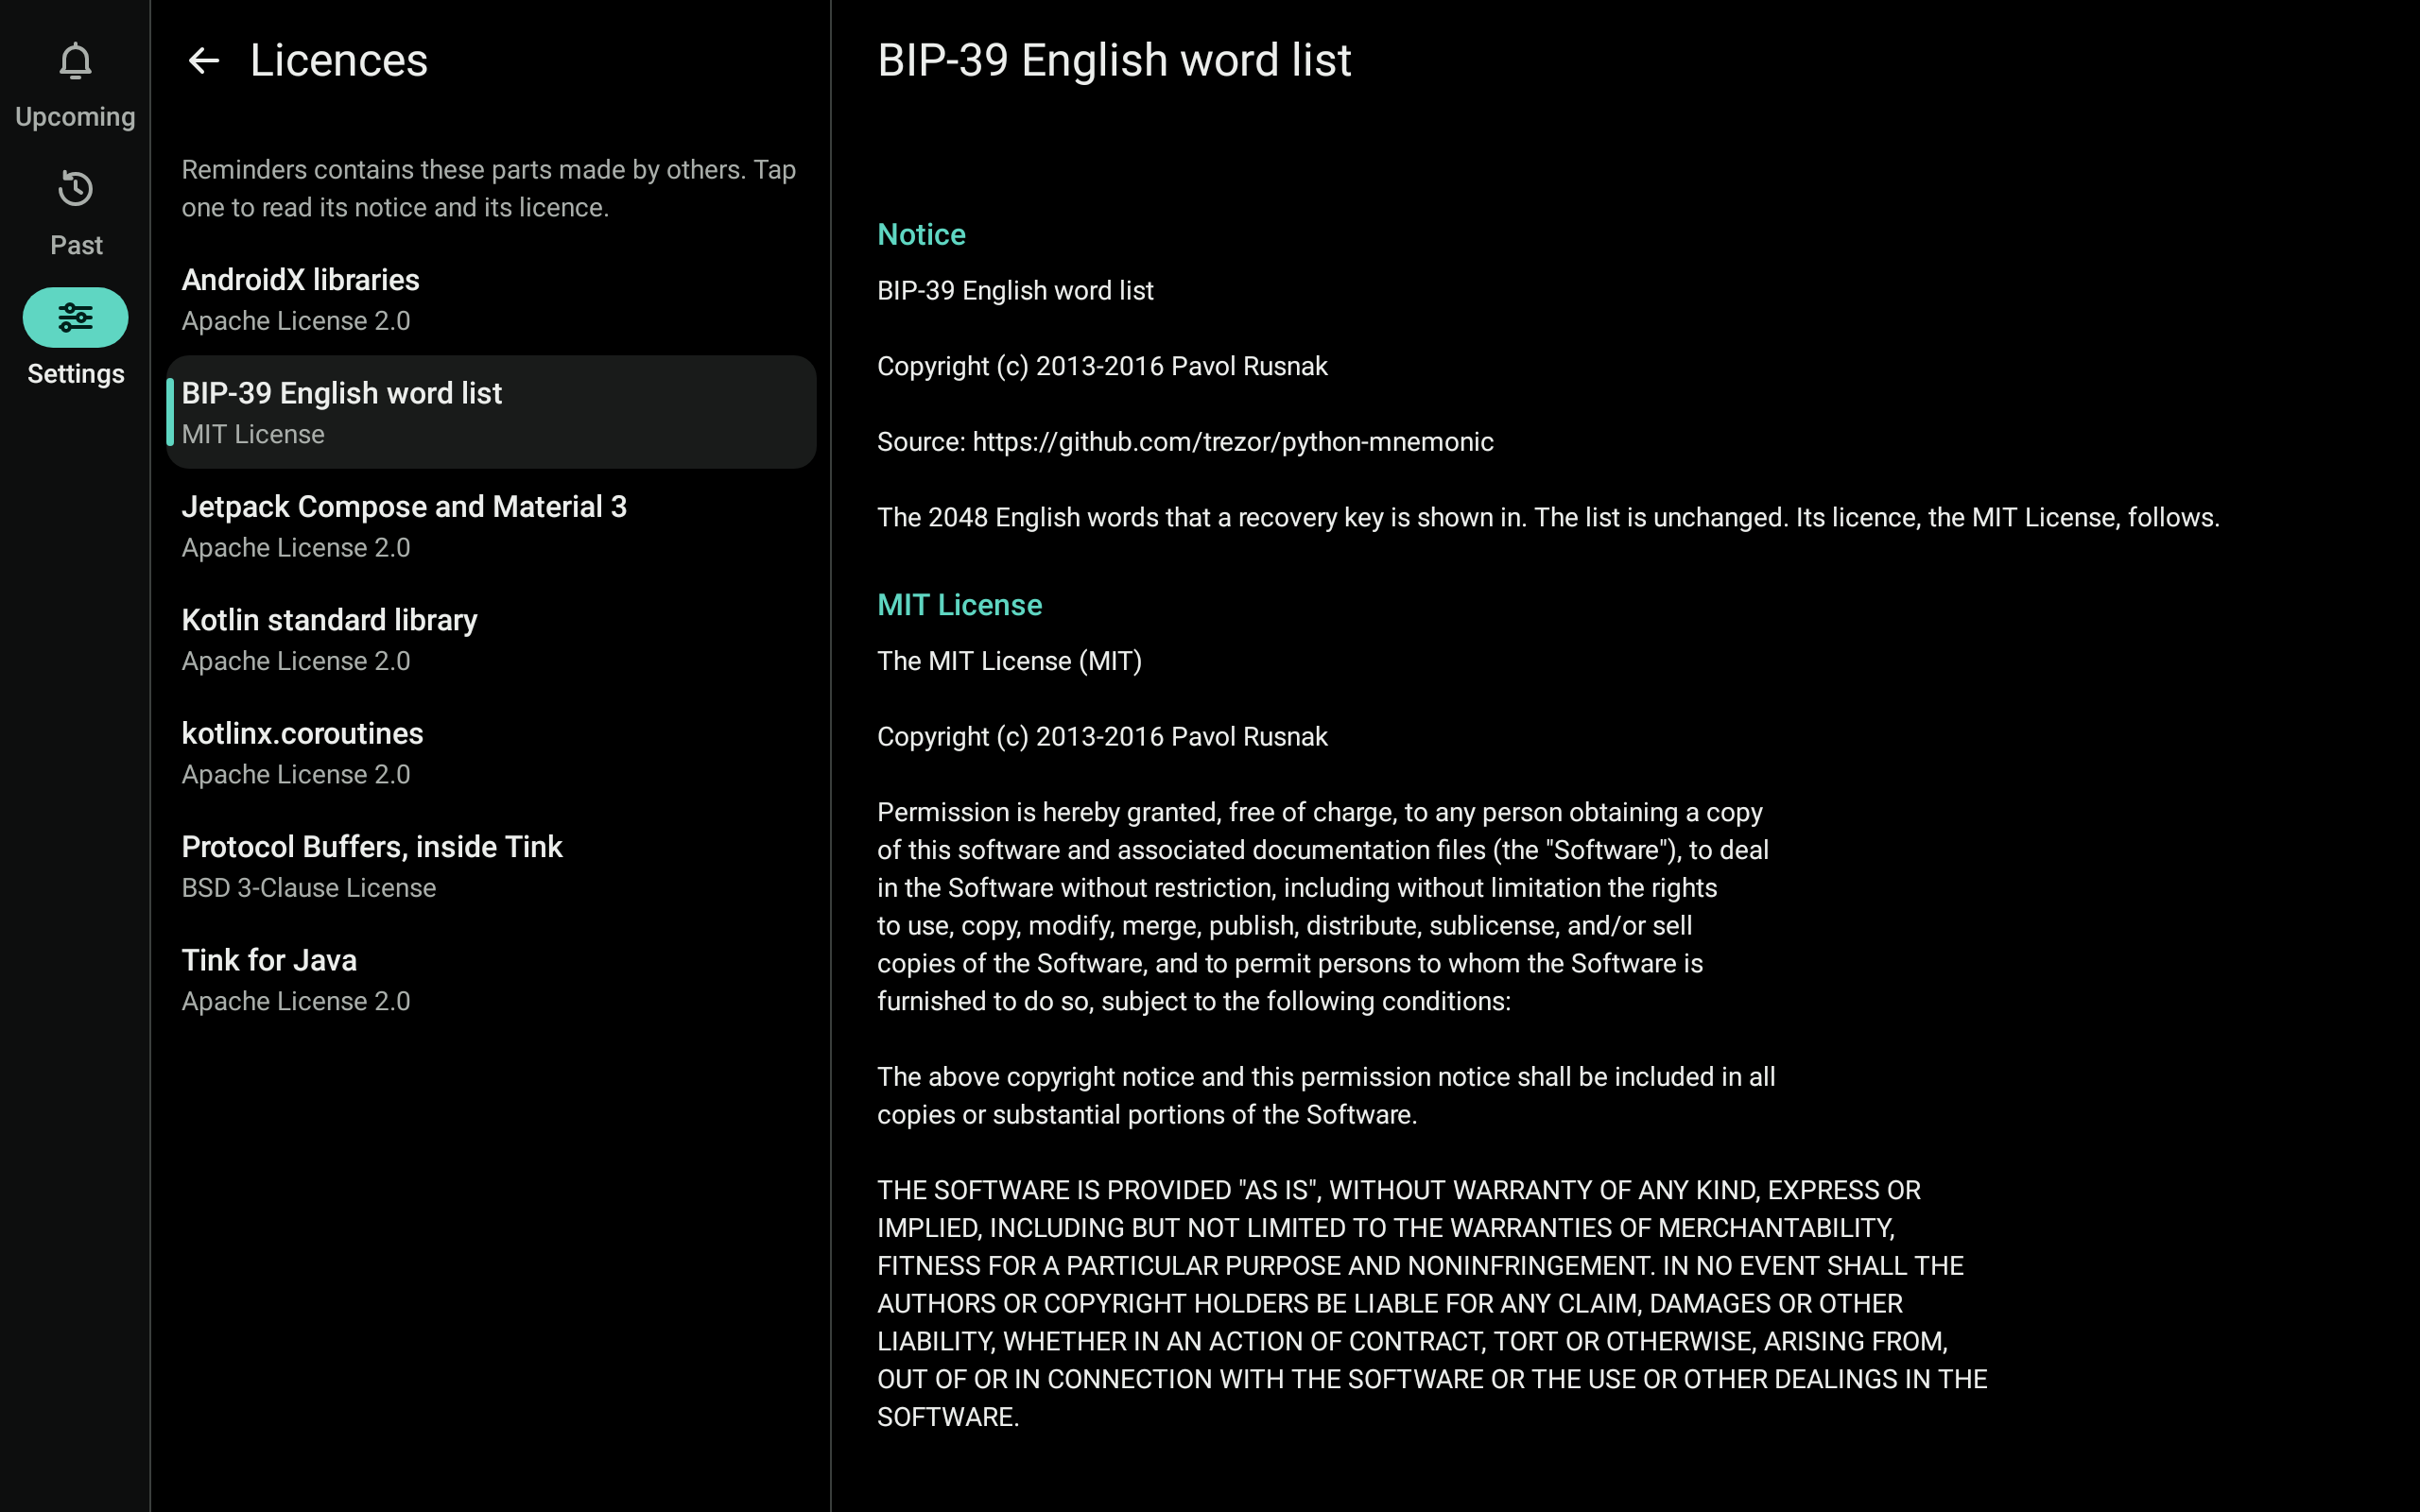 Upcoming
Past
Settings
Licences
Reminders contains these parts made by others. Tap
one to read its notice and its licence.
AndroidX libraries
Apache License 2.0
BIP-39 English word list
MIT License
Jetpack Compose and Material 3
Apache License 2.0
Kotlin standard library
Apache License 2.0
kotlinx.coroutines
Apache License 2.0
Protocol Buffers, inside Tink
BSD 3-Clause License
Tink for Java
Apache License 2.0
BIP-39 English word list
Notice
BIP-39 English word list
Copyright (c) 2013-2016 Pavol Rusnak
Source: https://github.com/trezor/python-mnemonic
The 2048 English words that a recovery key is shown in. The list is unchanged. Its licence, the MIT License, follows.
MIT License
The MIT License (MIT)
Copyright (c) 2013-2016 Pavol Rusnak
Permission is hereby granted, free of charge, to any person obtaining a copy
of this software and associated documentation files (the "Software"), to deal
in the Software without restriction, including without limitation the rights
to use, copy, modify, merge, publish, distribute, sublicense, and/or sell
copies of the Software, and to permit persons to whom the Software is
furnished to do so, subject to the following conditions:
The above copyright notice and this permission notice shall be included in all
copies or substantial portions of the Software.
THE SOFTWARE IS PROVIDED "AS IS", WITHOUT WARRANTY OF ANY KIND, EXPRESS OR
IMPLIED, INCLUDING BUT NOT LIMITED TO THE WARRANTIES OF MERCHANTABILITY,
FITNESS FOR A PARTICULAR PURPOSE AND NONINFRINGEMENT. IN NO EVENT SHALL THE
AUTHORS OR COPYRIGHT HOLDERS BE LIABLE FOR ANY CLAIM, DAMAGES OR OTHER
LIABILITY, WHETHER IN AN ACTION OF CONTRACT, TORT OR OTHERWISE, ARISING FROM,
OUT OF OR IN CONNECTION WITH THE SOFTWARE OR THE USE OR OTHER DEALINGS IN THE
SOFTWARE.